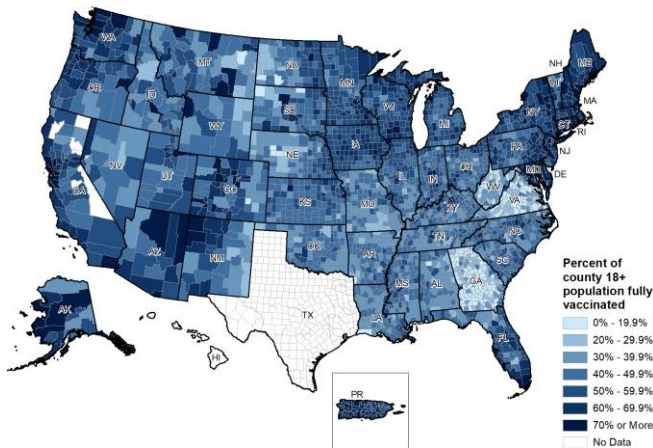 WA
MT
ND
MN
ME
NH
VT
OR
ID
SD
WI
NY
MA
WY
MI
CT
RI
IA
PA
NJ
NE
NV
OH
IL
IN
MD
DE
UT
CO
WV
CA
VA
KS
MO
KY
TN
NC
OK
AR
SC
AZ
NM
MS
AL
GA
TX
LA
AK
FL
HI
PR
Percent of
county 18+
population fully
vaccinated
0% - 19.9%
20% - 29.9%
30% - 39.9%
40% - 49.9%
50% - 59.9%
60% - 69.9%
70% or More
No Data